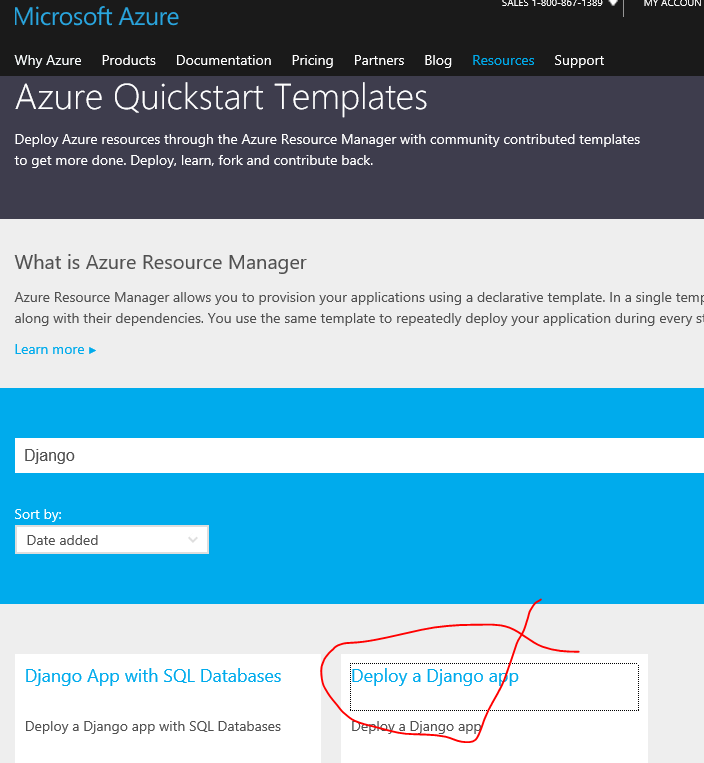 SALES 1-800-867-1389 MY ACCOUN
Microsoft Azure
Why Azure Products Documentation Pricing Partners Blog Resources Support
Azure Quickstart Templates
Deploy Azure resources through the Azure Resource Manager with community contributed templates
to get more done. Deploy, learn, fork and contribute back.
What is Azure Resource Manager
Azure Resource Manager allows you to provision your applications using a declarative template. In a single temp
along with their dependencies. You use the same template to repeatedly deploy your application during every st
Learn more
Django
Sort by:
Date added
Django App with SQL Databases
Deploy a Django app with SQL Databases
Deploy a Django app
Deploy a Django app